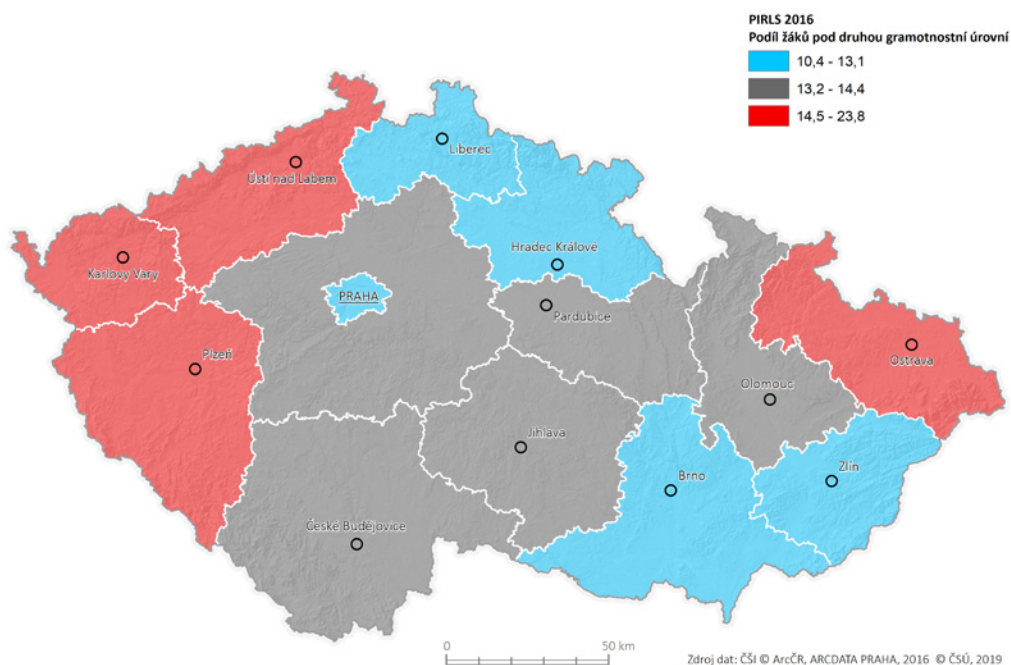 PIRLS 2016
Podíl žáků pod druhou gramotnostní úrovní
10,4 - 13,1
13,2 - 14,4
14,5 - 23,8
Liberec
Ústí nad Labem
Hradec Králové
Karlovy Vary
PRAHA
Pardubice
Plzeň
Ostrava
Olomouc
Jihlava
Zlín
Brno
České Budějovice
0 50 km
Zdroj dat: ČŠI © ArcČR, ARCDATA PRAHA, 2016 © ČSÚ, 2019